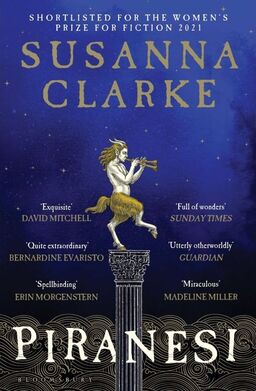 SHORTLISTED FOR THE WOMEN'S
PRIZE FOR FICTION 2021
SUSANNA
CLARKE
'Exquisite'
DAVID MITCHELL
'Full of wonders'
SUNDAY TIMES
'Quite extraordinary'
BERNARDINE EVARISTO
'Utterly otherworldly'
GUARDIAN
'Spellbinding'
ERIN MORGENSTERN
'Miraculous'
MADELINE MILLER
BLOOMSBURY
PIRANESI